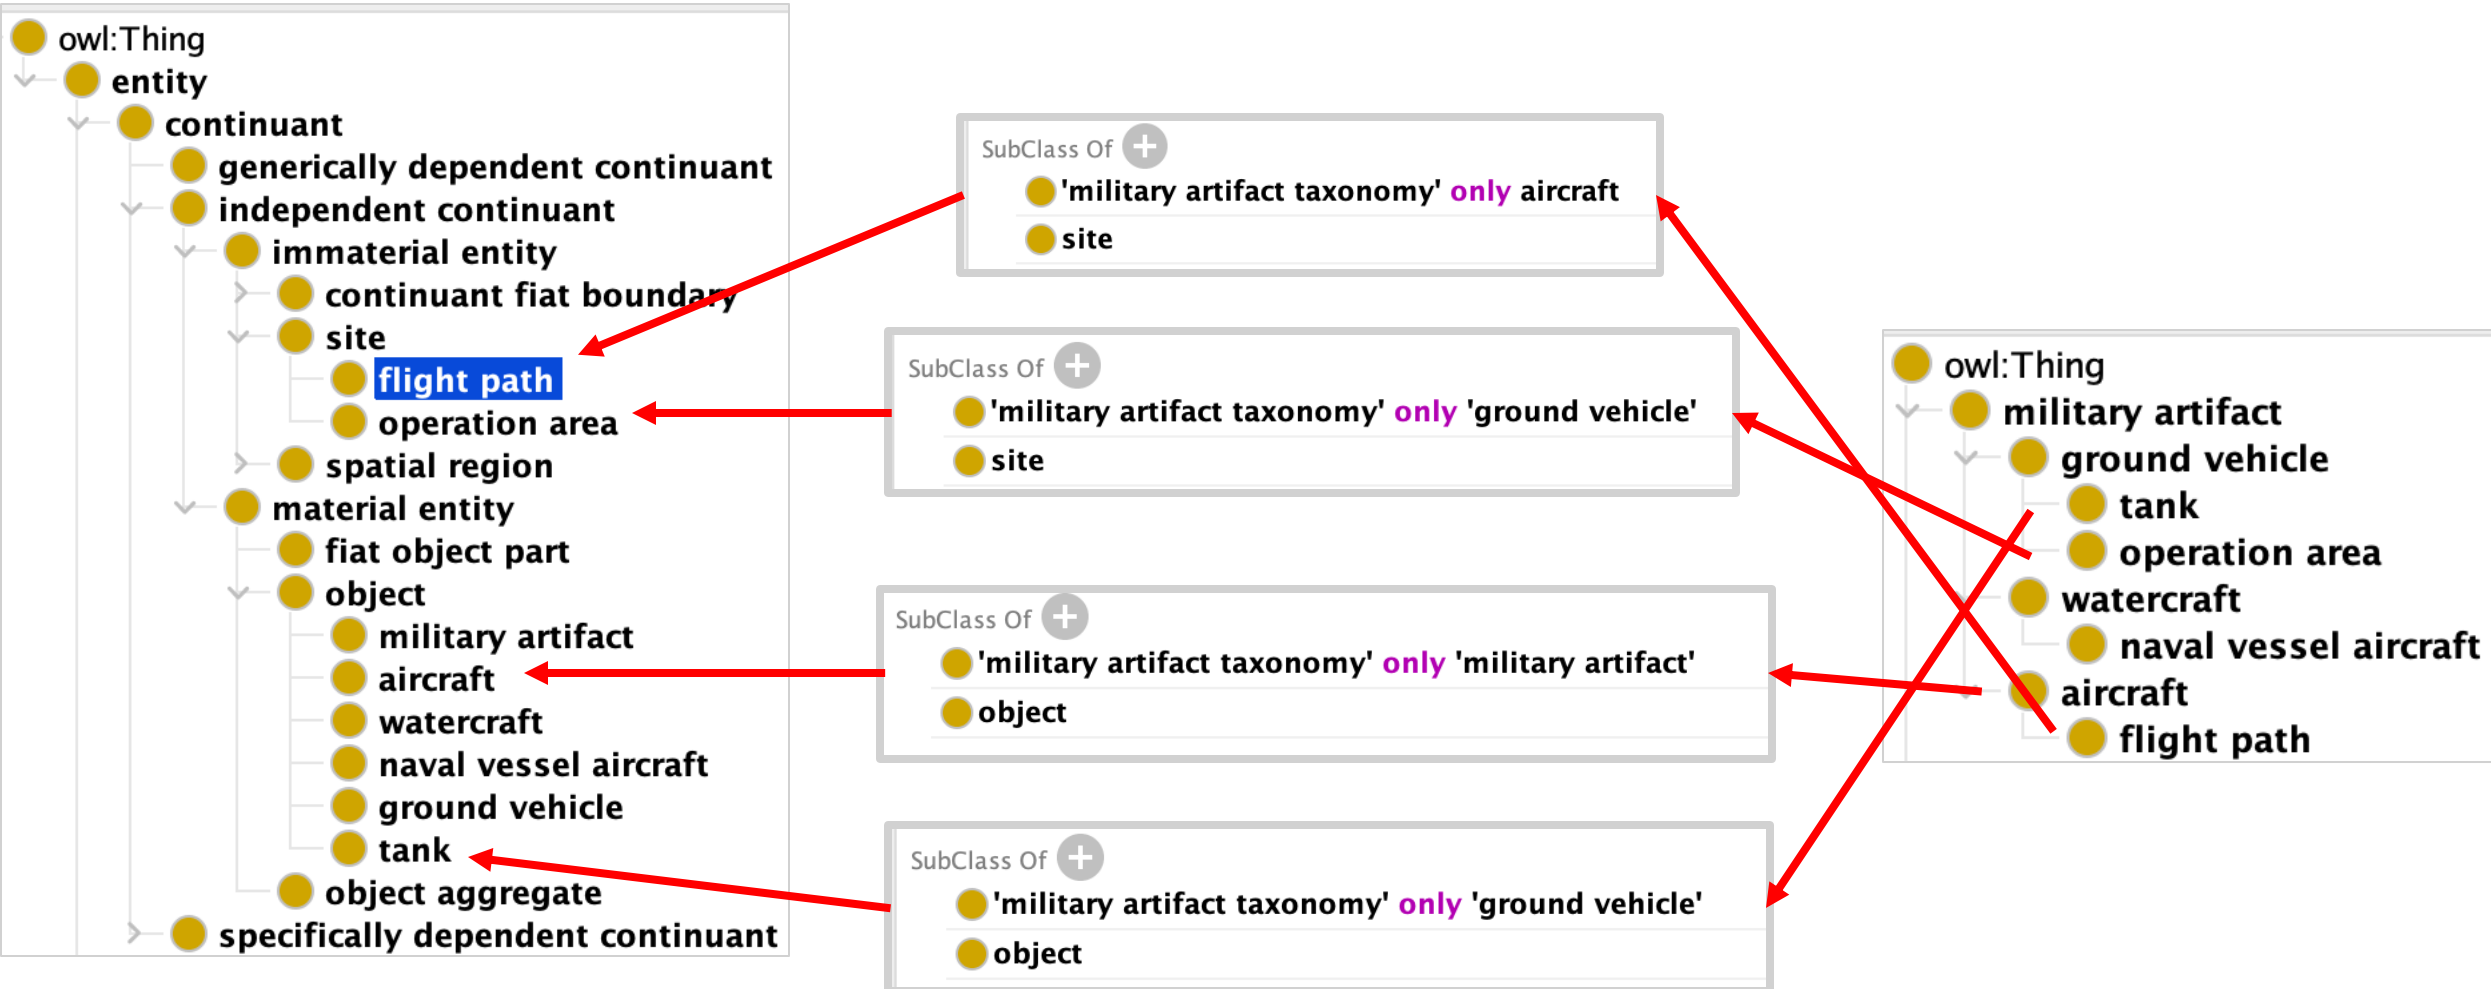 owl:Thing
entity
continuant
generically dependent continuant
independent continuant
immaterial entity
continuant fiat boundary
site
flight path
operation area
spatial region
material entity
fiat object part
object
military artifact
aircraft
watercraft
naval vessel aircraft
ground vehicle
tank
object aggregate
specifically dependent continuant
SubClass Of
'military artifact taxonomy' only aircraft
site
SubClass Of
'military artifact taxonomy' only 'ground vehicle'
site
SubClass Of
'military artifact taxonomy' only 'military artifact'
object
SubClass Of
'military artifact taxonomy' only 'ground vehicle'
object
owl:Thing
military artifact
ground vehicle
tank
operation area
watercraft
naval vessel aircraft
aircraft
flight path